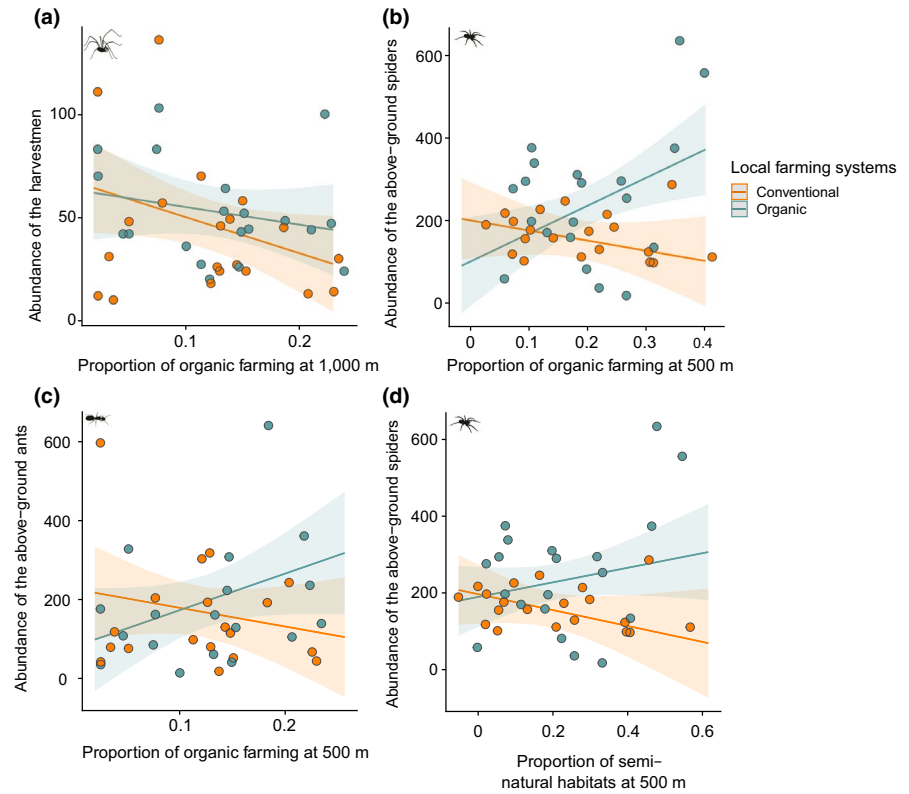 (a)
Abundance of the harvestmen
100
50
0
0.1
0.2
Proportion of organic farming at 1,000 m
(b)
Abundance of the above−ground spiders
600
400
200
0
0
0.1
0.2
0.3
0.4
Proportion of organic farming at 500 m
Local farming systems
Conventional
Organic
(c)
Abundance of the above−ground ants
600
400
200
0
0.1
0.2
Proportion of organic farming at 500 m
(d)
Abundance of the above−ground spiders
600
400
200
0
0
0.2
0.4
0.6
Proportion of semi−
natural habitats at 500 m